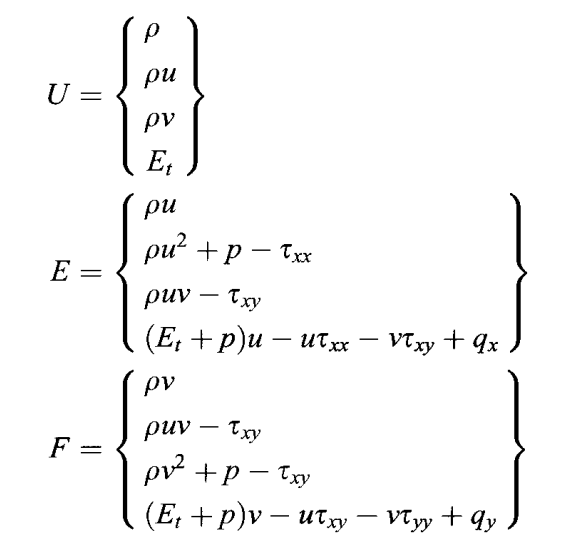 U = { ρ
ρu
ρv
E_t }
E = { ρu
ρu² + p − τ_xx
ρuv − τ_xy
(E_t + p)u − uτ_xx − vτ_xy + q_x }
F = { ρv
ρuv − τ_xy
ρv² + p − τ_xy
(E_t + p)v − uτ_xy − vτ_yy + q_y }